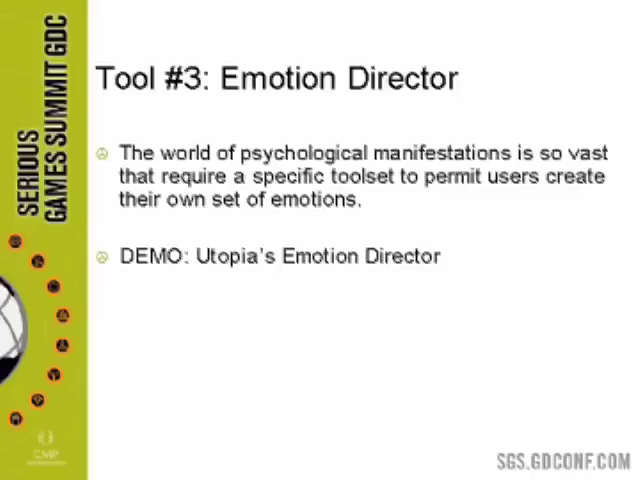 SERIOUS
GAMES SUMMIT GDC
Tool #3: Emotion Director
The world of psychological manifestations is so vast
that require a specific toolset to permit users create
their own set of emotions.
DEMO: Utopia's Emotion Director
CMP
SGS.GDCONF.COM